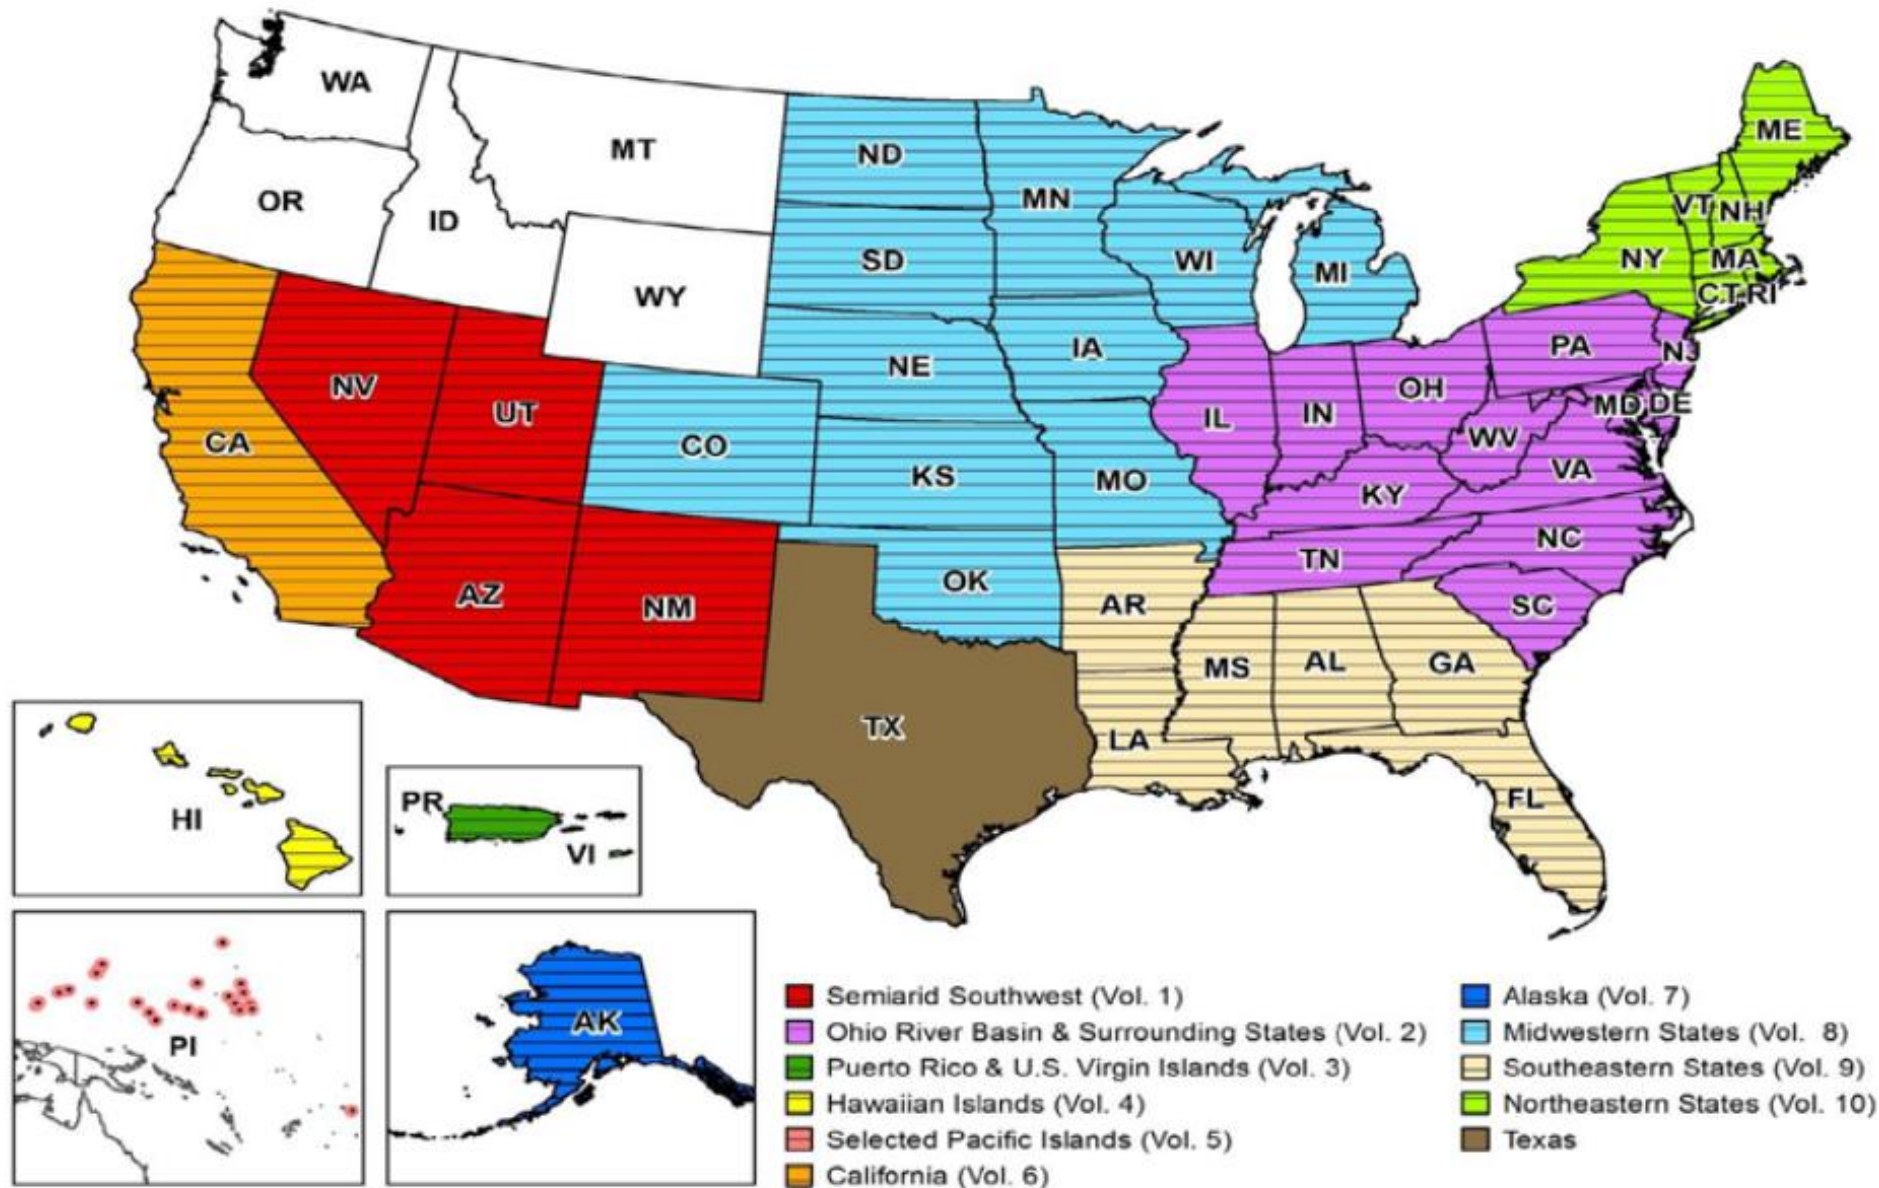 WA
MT
ND
MN
ME
OR
ID
VT
NH
SD
WI
MI
NY
MA
WY
CT
RI
NE
IA
PA
NJ
NV
UT
OH
MD
DE
CA
CO
IL
IN
WV
KS
MO
KY
VA
NC
TN
OK
AZ
NM
AR
SC
MS
AL
GA
TX
LA
FL
HI
PR
VI
PI
AK
Semiarid Southwest (Vol. 1)
Ohio River Basin & Surrounding States (Vol. 2)
Puerto Rico & U.S. Virgin Islands (Vol. 3)
Hawaiian Islands (Vol. 4)
Selected Pacific Islands (Vol. 5)
California (Vol. 6)
Alaska (Vol. 7)
Midwestern States (Vol. 8)
Southeastern States (Vol. 9)
Northeastern States (Vol. 10)
Texas